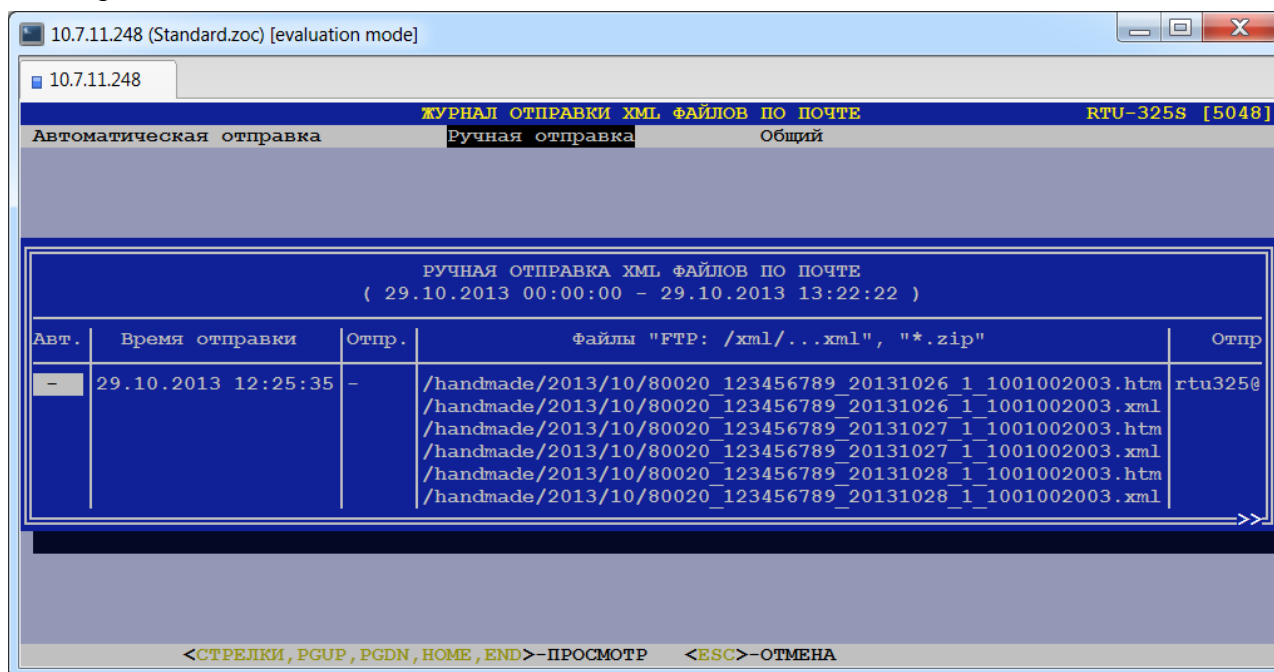 10.7.11.248 (Standard.zoc) [evaluation mode]
10.7.11.248
ЖУРНАЛ ОТПРАВКИ XML ФАЙЛОВ ПО ПОЧТЕ RTU-325S [5048]
Автоматическая отправка Ручная отправка Общий
РУЧНАЯ ОТПРАВКА XML ФАЙЛОВ ПО ПОЧТЕ
( 29.10.2013 00:00:00 - 29.10.2013 13:22:22 )
Авт. Время отправки Отпр. Файлы "FTP: /xml/...xml", "*.zip" Отпр
- 29.10.2013 12:25:35 - /handmade/2013/10/80020_123456789_20131026_1_1001002003.htm rtu325@
/handmade/2013/10/80020_123456789_20131026_1_1001002003.xml
/handmade/2013/10/80020_123456789_20131027_1_1001002003.htm
/handmade/2013/10/80020_123456789_20131027_1_1001002003.xml
/handmade/2013/10/80020_123456789_20131028_1_1001002003.htm
/handmade/2013/10/80020_123456789_20131028_1_1001002003.xml
>>
<СТРЕЛКИ,PGUP,PGDN,HOME,END>-ПРОСМОТР <ESC>-ОТМЕНА